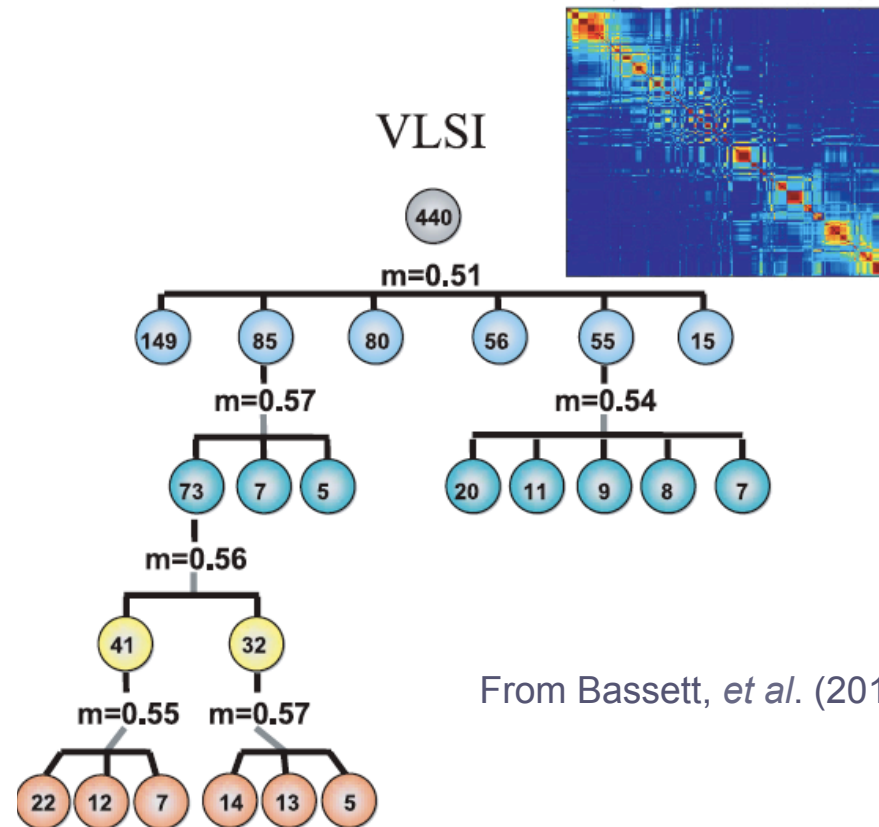 VLSI
440
m=0.51
149 85 80 56 55 15
m=0.57 m=0.54
73 7 5 20 11 9 8 7
m=0.56
41 32
From Bassett, et al. (201
m=0.55 m=0.57
22 12 7 14 13 5